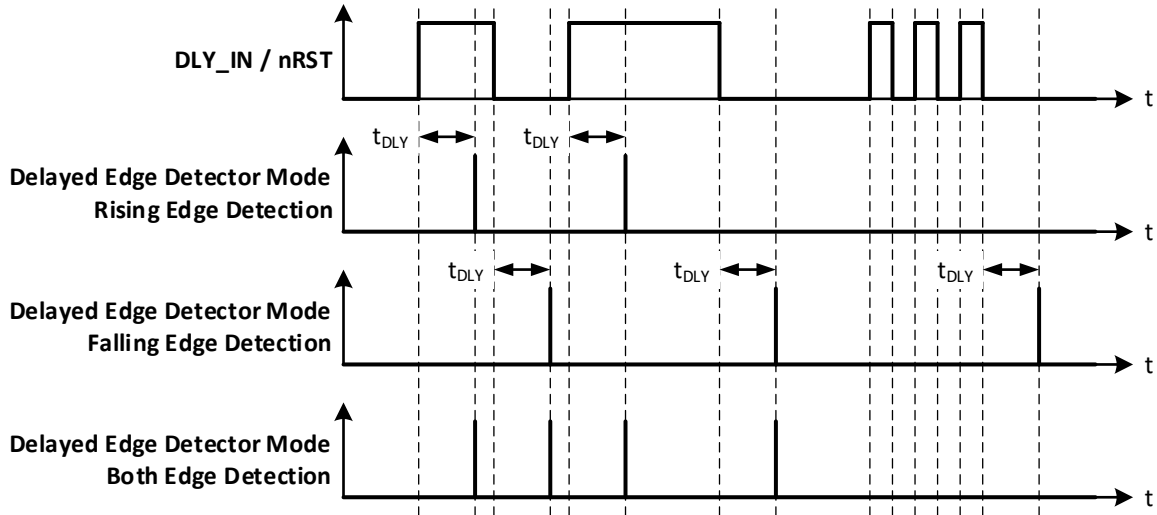 DLY_IN / nRST
t
tDLY
tDLY
Delayed Edge Detector Mode
Rising Edge Detection
t
tDLY
tDLY
tDLY
Delayed Edge Detector Mode
Falling Edge Detection
t
Delayed Edge Detector Mode
Both Edge Detection
t